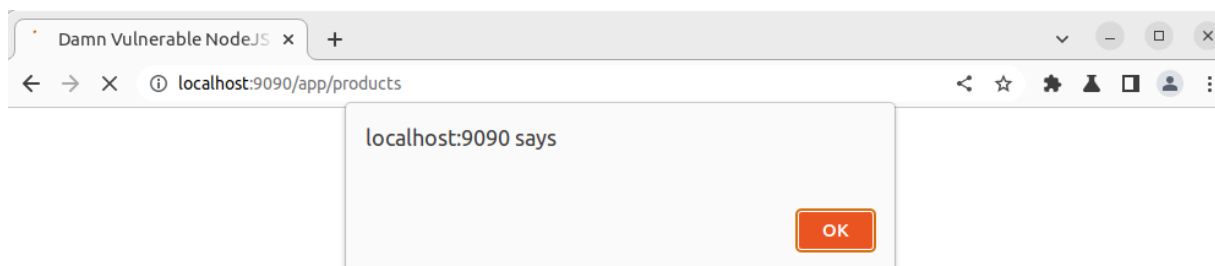 Damn Vulnerable NodeJS
localhost:9090/app/products
localhost:9090 says
OK